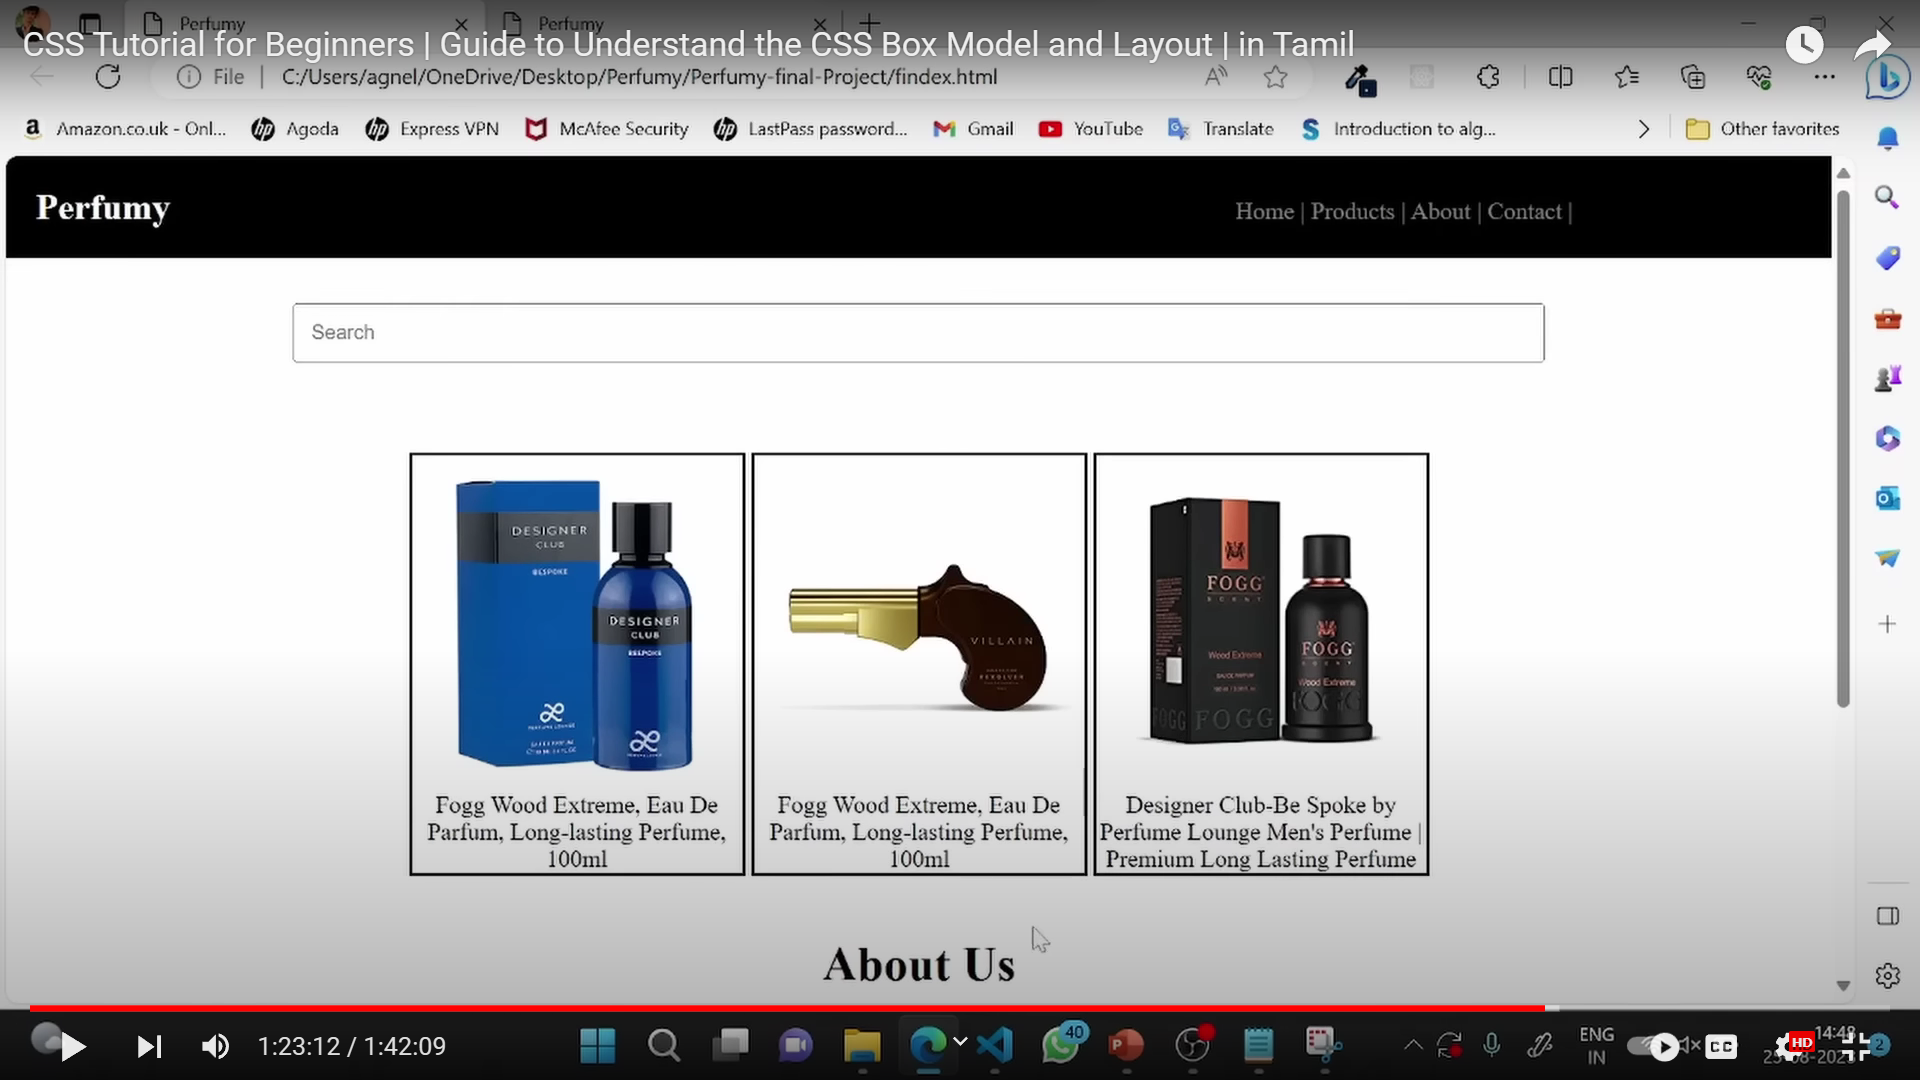 Perfumy
Perfumy
CSS Tutorial for Beginners | Guide to Understand the CSS Box Model and Layout | in Tamil
File
C:/Users/agnel/OneDrive/Desktop/Perfumy/Perfumy-final-Project/findex.html
Amazon.co.uk - Onl...
Agoda
Express VPN
McAfee Security
LastPass password...
Gmail
YouTube
Translate
Introduction to alg...
Other favorites
Perfumy
Home | Products | About | Contact |
Search
DESIGNER
CLUB
BESPOKE
DESIGNER
CLUB
BESPOKE
VILLAIN
REVOLVER
FOGG
SCENT
Wood Extreme
FOGG
FOGG
SCENT
Wood Extreme
FOGG
Fogg Wood Extreme, Eau De
Parfum, Long-lasting Perfume,
100ml
Fogg Wood Extreme, Eau De
Parfum, Long-lasting Perfume,
100ml
Designer Club-Be Spoke by
Perfume Lounge Men's Perfume |
Premium Long Lasting Perfume
About Us
1:23:12 / 1:42:09
40
ENG
IN
14:48
HD
CC
2